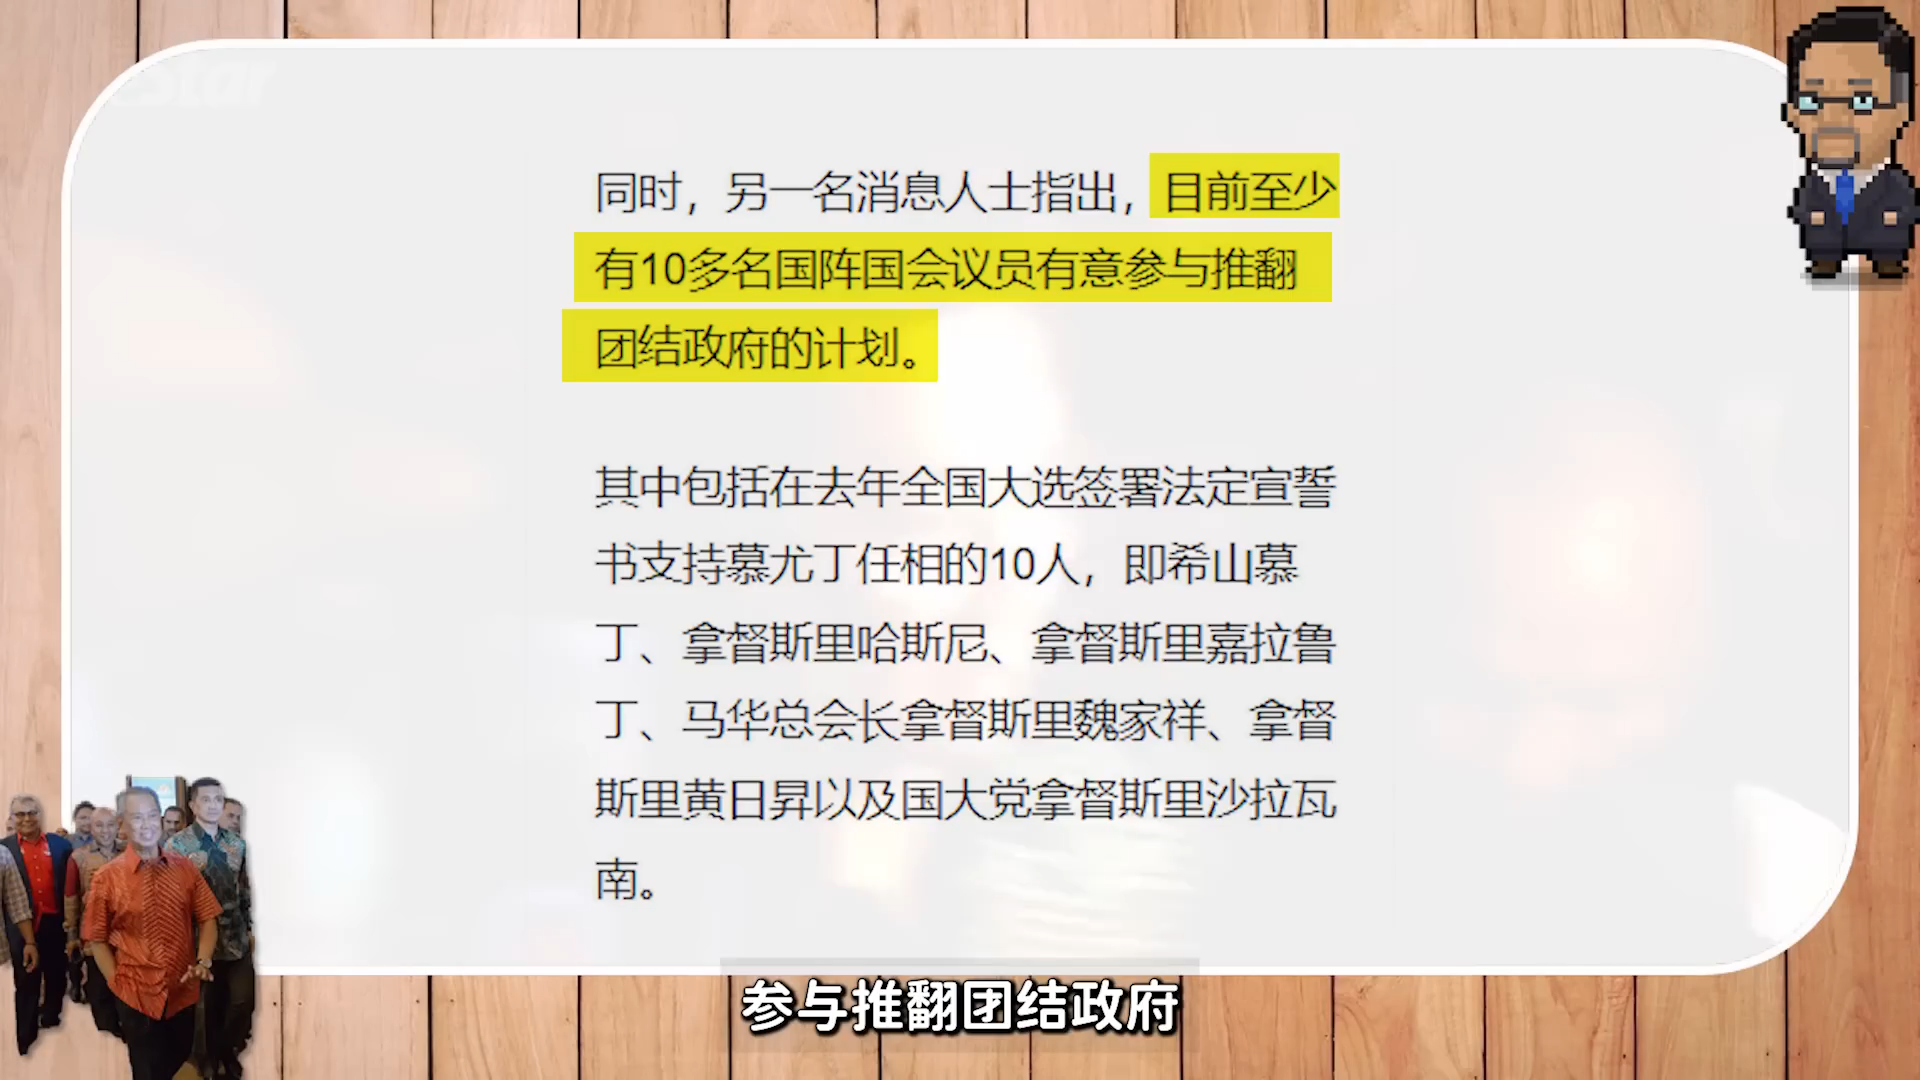 Star
同时，另一名消息人士指出，目前至少
有10多名国阵国会议员有意参与推翻
团结政府的计划。
其中包括在去年全国大选签署法定宣誓
书支持慕尤丁任相的10人，即希山慕
丁、拿督斯里哈斯尼、拿督斯里嘉拉鲁
丁、马华总会长拿督斯里魏家祥、拿督
斯里黄日昇以及国大党拿督斯里沙拉瓦
南。
参与推翻团结政府